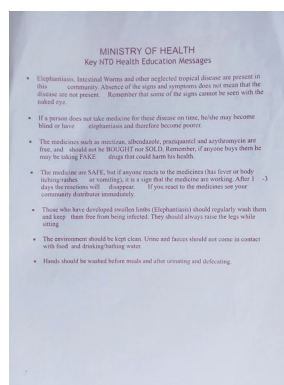 MINISTRY OF HEALTH
Key NTD Health Education Messages
• Elephantiasis, Intestinal Worms and other neglected tropical disease are present in
this community. Absence of the signs and symptoms does not mean that the
disease are not present. Remember that some of the signs cannot be seen with the
naked eye.
• If a person does not take medicine for these disease on time, he/she may become
blind or have elephantiasis and therefore become poorer.
• The medicines such as mectizan, albendazole, praziquantel and azythromycin are
free, and should not be BOUGHT nor SOLD. Remember, if anyone buys them he
may be taking FAKE drugs that could harm his health.
• The medicine are SAFE, but if anyone reacts to the medicines (has fever or body
itching/rashes or vomiting), it is a sign that the medicine are working. After 1 -3
days the reactions will disappear. If you react to the medicines see your
community distributor immediately.
• Those who have developed swollen limbs (Elephantiasis) should regularly wash them
and keep them free from being infected. They should always raise the legs while
sitting
• The environment should be kept clean. Urine and faeces should not come in contact
with food and drinking/bathing water.
• Hands should be washed before meals and after urinating and defecating.